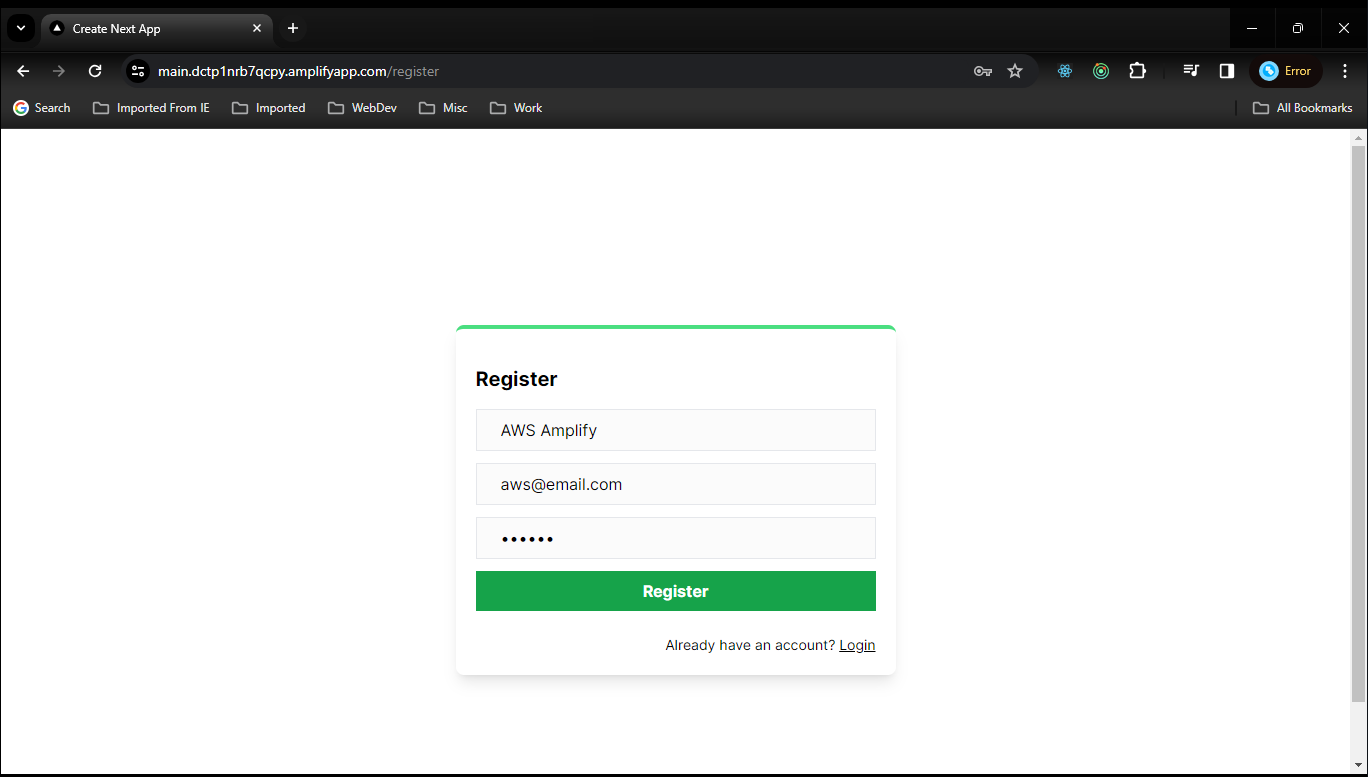 Create Next App
main.dctp1nrb7qcpy.amplifyapp.com/register
Error
Search
Imported From IE
Imported
WebDev
Misc
Work
All Bookmarks
Register
AWS Amplify
aws@email.com
••••••
Register
Already have an account? Login